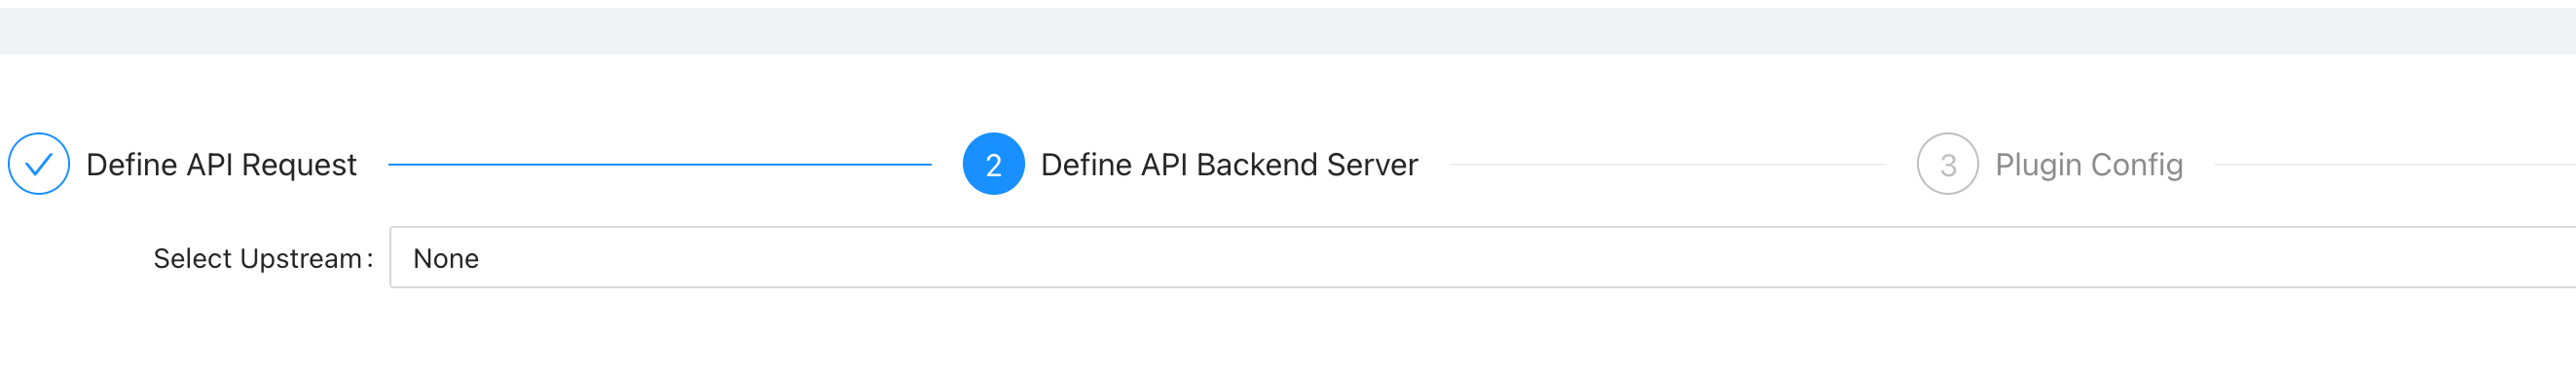 Define API Request 2 Define API Backend Server 3 Plugin Config
Select Upstream: None